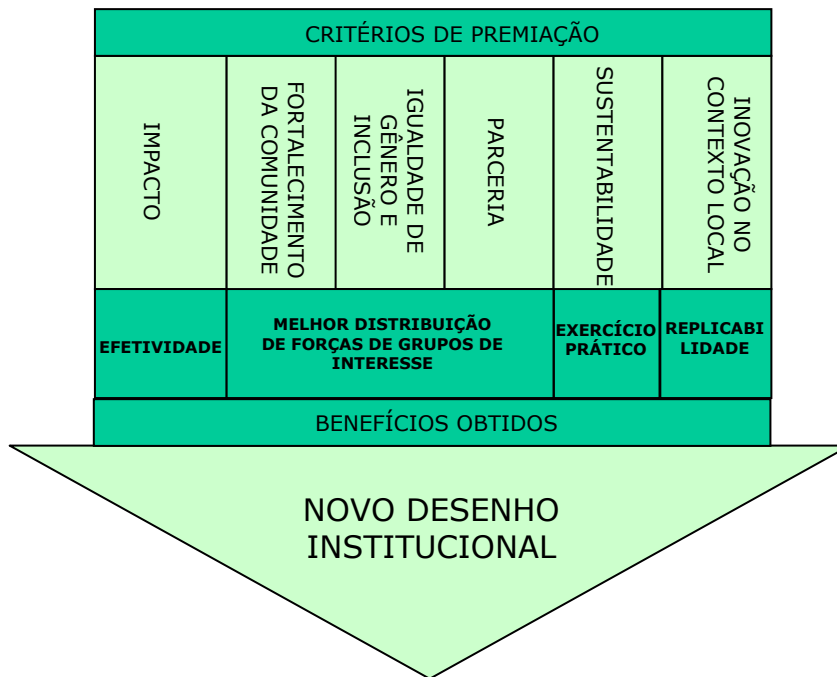 CRITÉRIOS DE PREMIAÇÃO
IMPACTO
FORTALECIMENTO
DA COMUNIDADE
IGUALDADE DE
GÊNERO E
INCLUSÃO
PARCERIA
SUSTENTABILIDADE
INOVAÇÃO NO
CONTEXTO LOCAL
EFETIVIDADE
MELHOR DISTRIBUIÇÃO
DE FORÇAS DE GRUPOS DE
INTERESSE
EXERCÍCIO
PRÁTICO
REPLICABI
LIDADE
BENEFÍCIOS OBTIDOS
NOVO DESENHO
INSTITUCIONAL